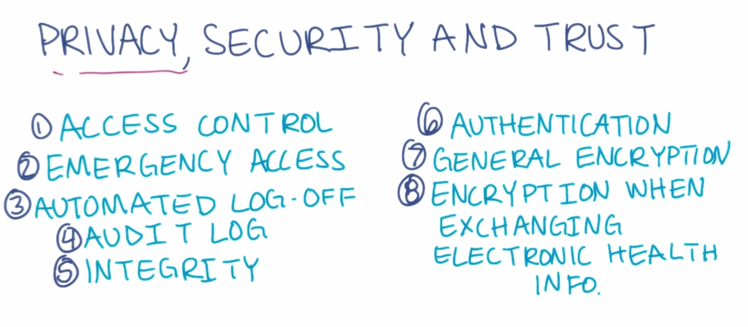 PRIVACY, SECURITY AND TRUST
① ACCESS CONTROL
② EMERGENCY ACCESS
③ AUTOMATED LOG-OFF
④ AUDIT LOG
⑤ INTEGRITY
⑥ AUTHENTICATION
⑦ GENERAL ENCRYPTION
⑧ ENCRYPTION WHEN
EXCHANGING
ELECTRONIC HEALTH
INFO.